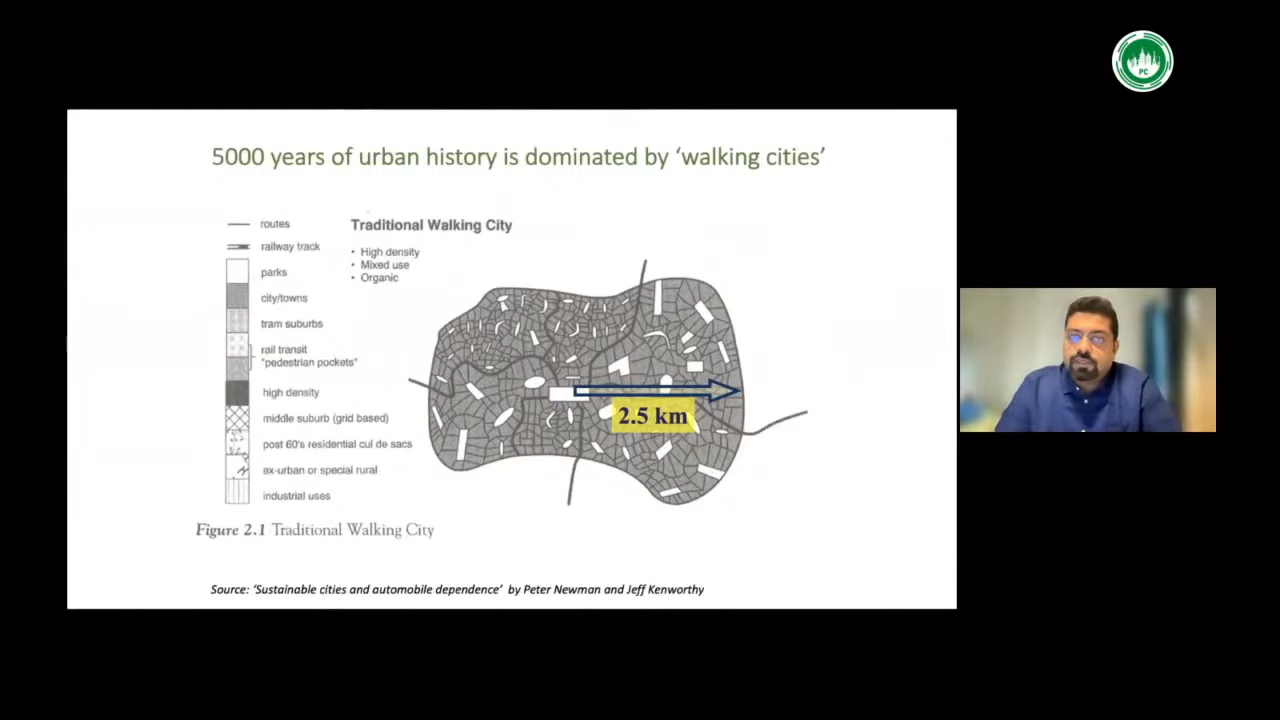 PC
5000 years of urban history is dominated by ‘walking cities’
routes
railway track
parks
city/towns
tram suburbs
rail transit
"pedestrian pockets"
high density
middle suburb (grid based)
post 60's residential cul de sacs
ex-urban or special rural
industrial uses
Traditional Walking City
• High density
• Mixed use
• Organic
2.5 km
Figure 2.1 Traditional Walking City
Source: ‘Sustainable cities and automobile dependence’ by Peter Newman and Jeff Kenworthy